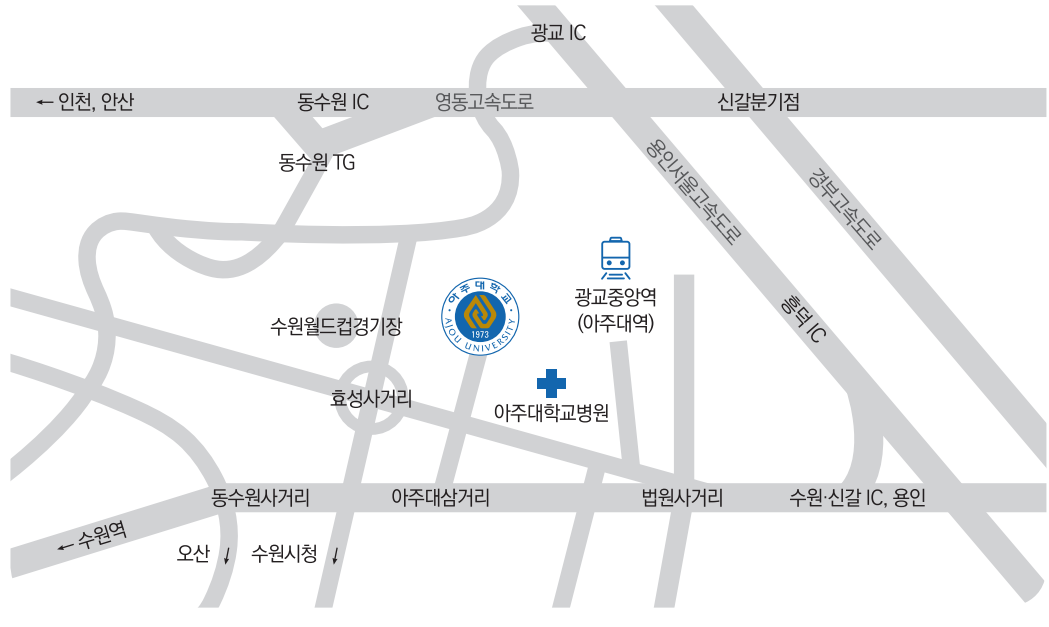 광교 IC
← 인천, 안산
동수원 IC
영동고속도로
신갈분기점
동수원 TG
용인서울고속도로
경부고속도로
아주대학교
1973
AJOU UNIVERSITY
광교중앙역
(아주대역)
흥덕 IC
수원월드컵경기장
효성사거리
아주대학교병원
동수원사거리
아주대삼거리
법원사거리
수원·신갈 IC, 용인
← 수원역
오산 ↓
수원시청 ↓